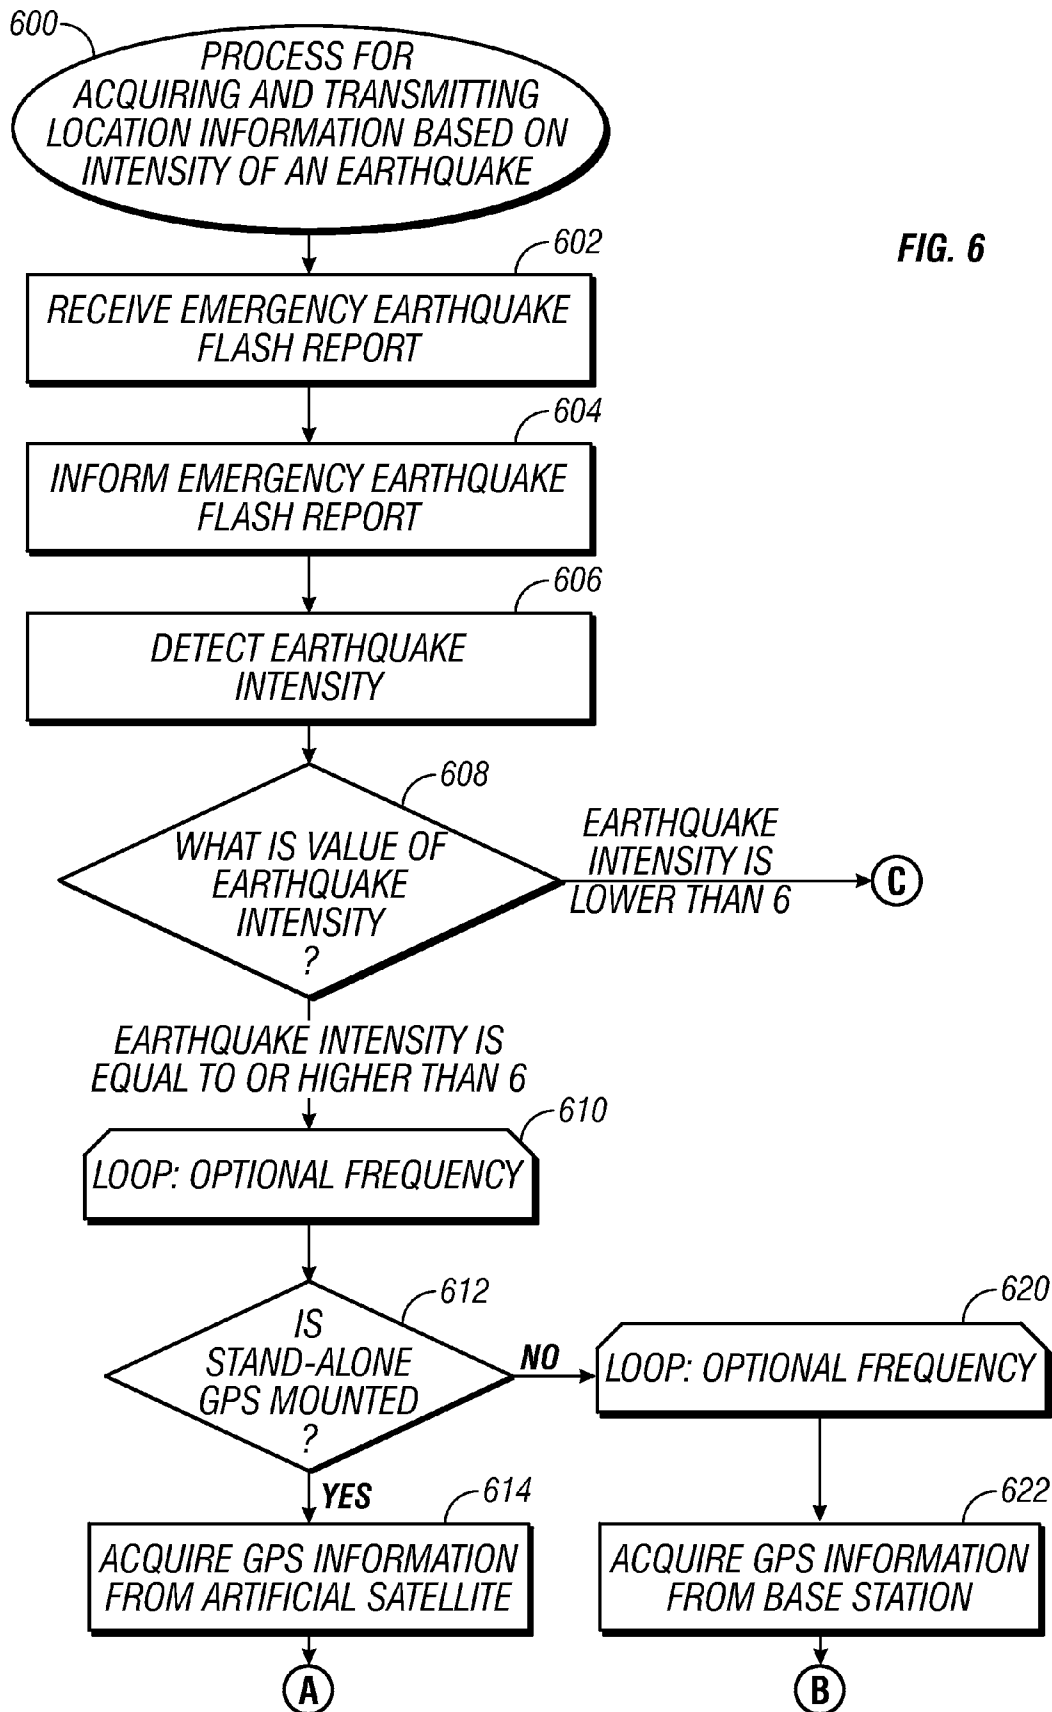 600
PROCESS FOR
ACQUIRING AND TRANSMITTING
LOCATION INFORMATION BASED ON
INTENSITY OF AN EARTHQUAKE
FIG. 6
602
RECEIVE EMERGENCY EARTHQUAKE
FLASH REPORT
604
INFORM EMERGENCY EARTHQUAKE
FLASH REPORT
606
DETECT EARTHQUAKE
INTENSITY
608
WHAT IS VALUE OF
EARTHQUAKE
INTENSITY
?
EARTHQUAKE
INTENSITY IS
LOWER THAN 6
C
EARTHQUAKE INTENSITY IS
EQUAL TO OR HIGHER THAN 6
610
LOOP: OPTIONAL FREQUENCY
612
IS
STAND-ALONE
GPS MOUNTED
?
NO
620
LOOP: OPTIONAL FREQUENCY
YES
614
ACQUIRE GPS INFORMATION
FROM ARTIFICIAL SATELLITE
622
ACQUIRE GPS INFORMATION
FROM BASE STATION
A
B